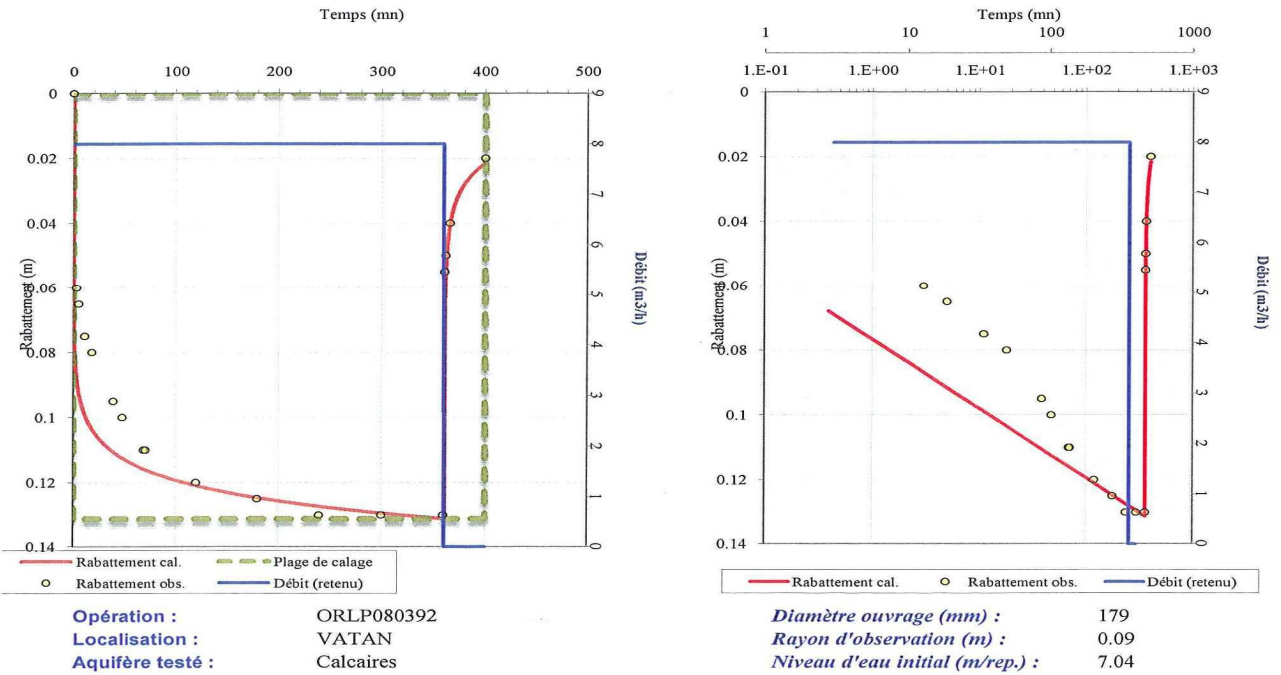 Temps (mn)
0 100 200 300 400 500
0
0.02
0.04
0.06
0.08
0.1
0.12
0.14
Rabattement (m)
9
8
7
6
5
4
3
2
1
0
Débit (m3/h)
Rabattement cal.
Plage de calage
Rabattement obs.
Débit (retenu)
Opération : ORLP080392
Localisation : VATAN
Aquifère testé : Calcaires
Temps (mn)
1 10 100 1000
1.E-01 1.E+00 1.E+01 1.E+02 1.E+03
0
0.02
0.04
0.06
0.08
0.1
0.12
0.14
Rabattement (m)
9
8
7
6
5
4
3
2
1
0
Débit (m3/h)
Rabattement cal. Rabattement obs. Débit (retenu)
Diamètre ouvrage (mm) : 179
Rayon d'observation (m) : 0.09
Niveau d'eau initial (m/rep.) : 7.04